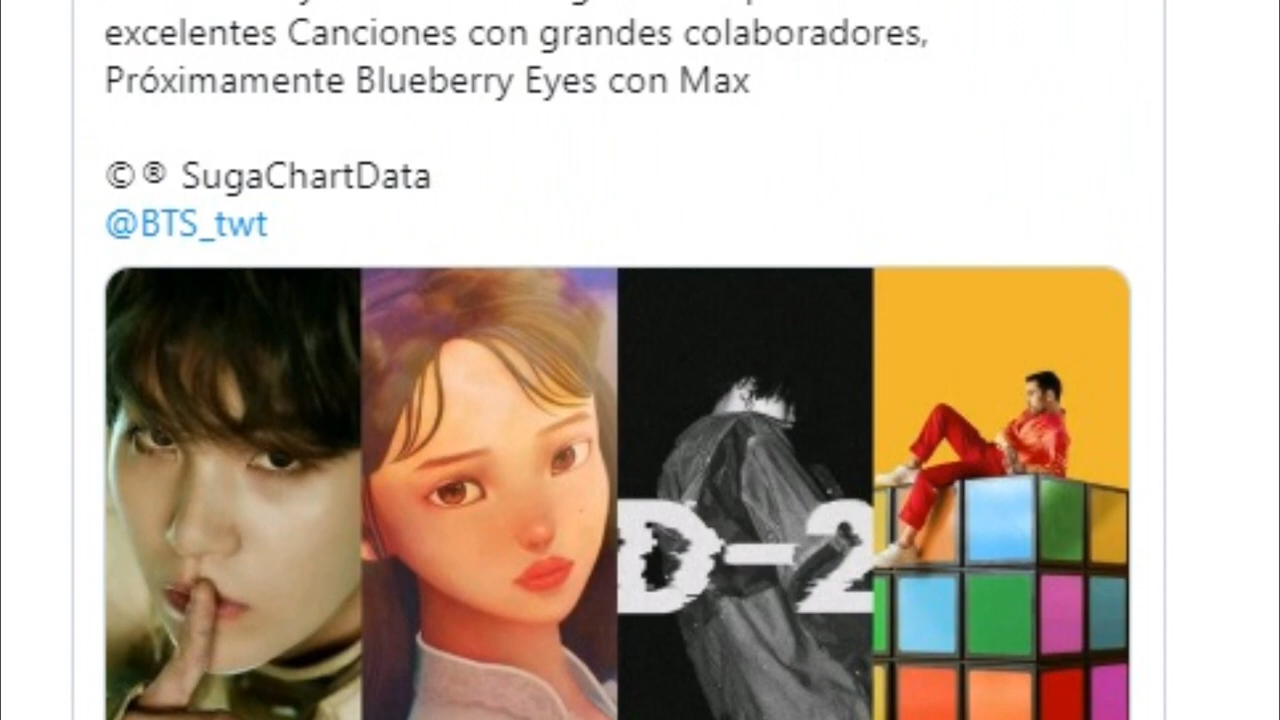 excelentes Canciones con grandes colaboradores,
Próximamente Blueberry Eyes con Max
©® SugaChartData
@BTS_twt
D-2